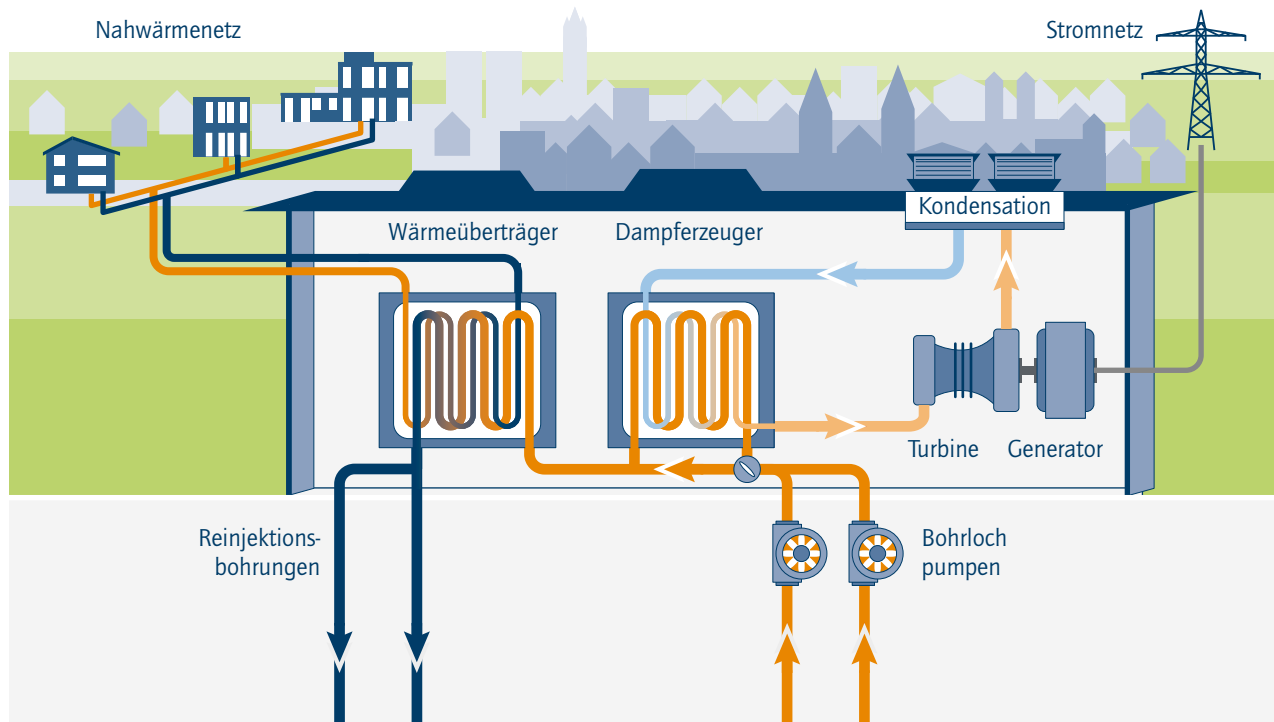 Nahwärmenetz
Stromnetz
Kondensation
Wärmeüberträger
Dampferzeuger
Turbine
Generator
Reinjektions-
bohrungen
Bohrloch
pumpen